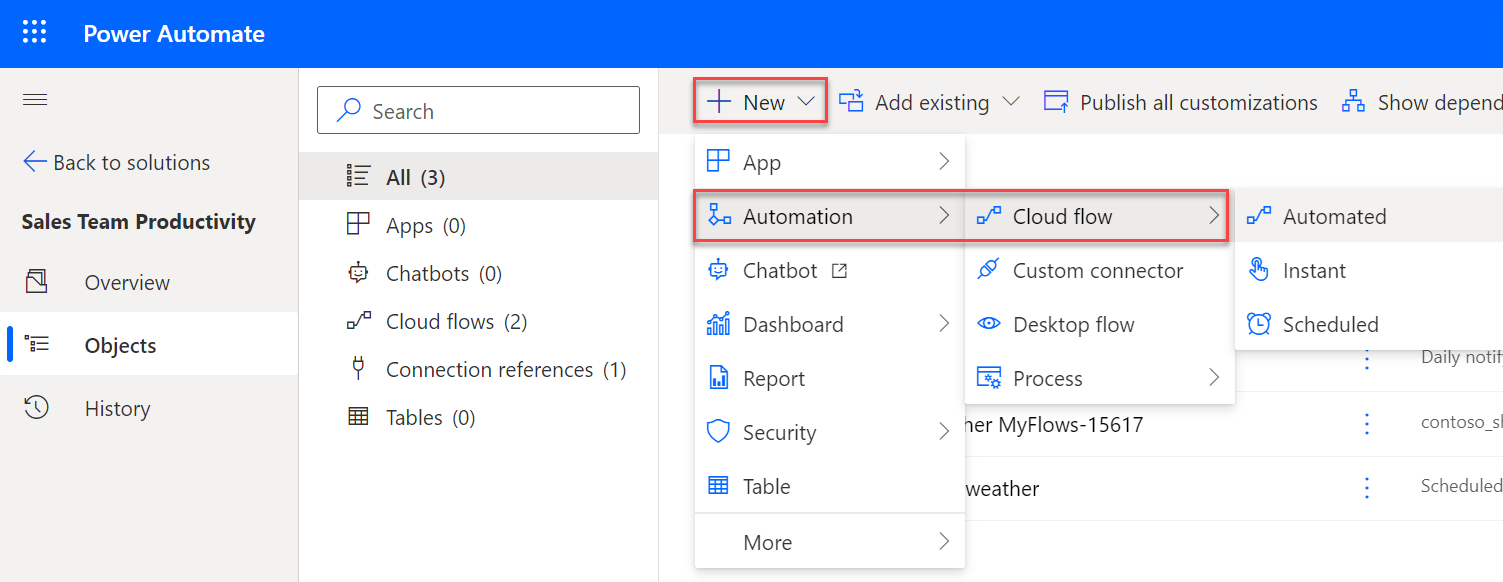 Power Automate
Back to solutions
Sales Team Productivity
Overview
Objects
History
Search
All (3)
Apps (0)
Chatbots (0)
Cloud flows (2)
Connection references (1)
Tables (0)
New
Add existing
Publish all customizations
Show depend
App
Automation
Chatbot
Dashboard
Report
Security
Table
More
Cloud flow
Custom connector
Desktop flow
Process
Automated
Instant
Scheduled
Daily notif
her MyFlows-15617
contoso_sh
weather
Scheduled